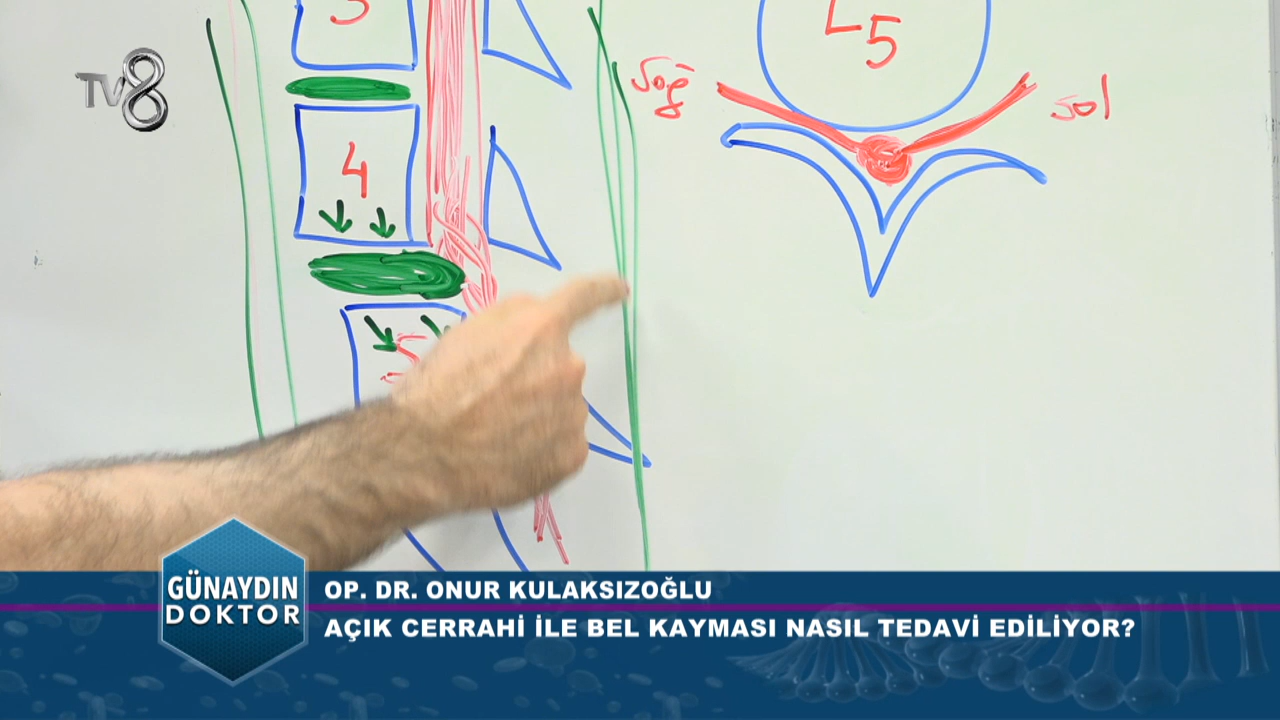 3
L5
TV8
sağ
sol
4
5
GÜNAYDIN
DOKTOR
OP. DR. ONUR KULAKSIZOĞLU
AÇIK CERRAHİ İLE BEL KAYMASI NASIL TEDAVİ EDİLİYOR?